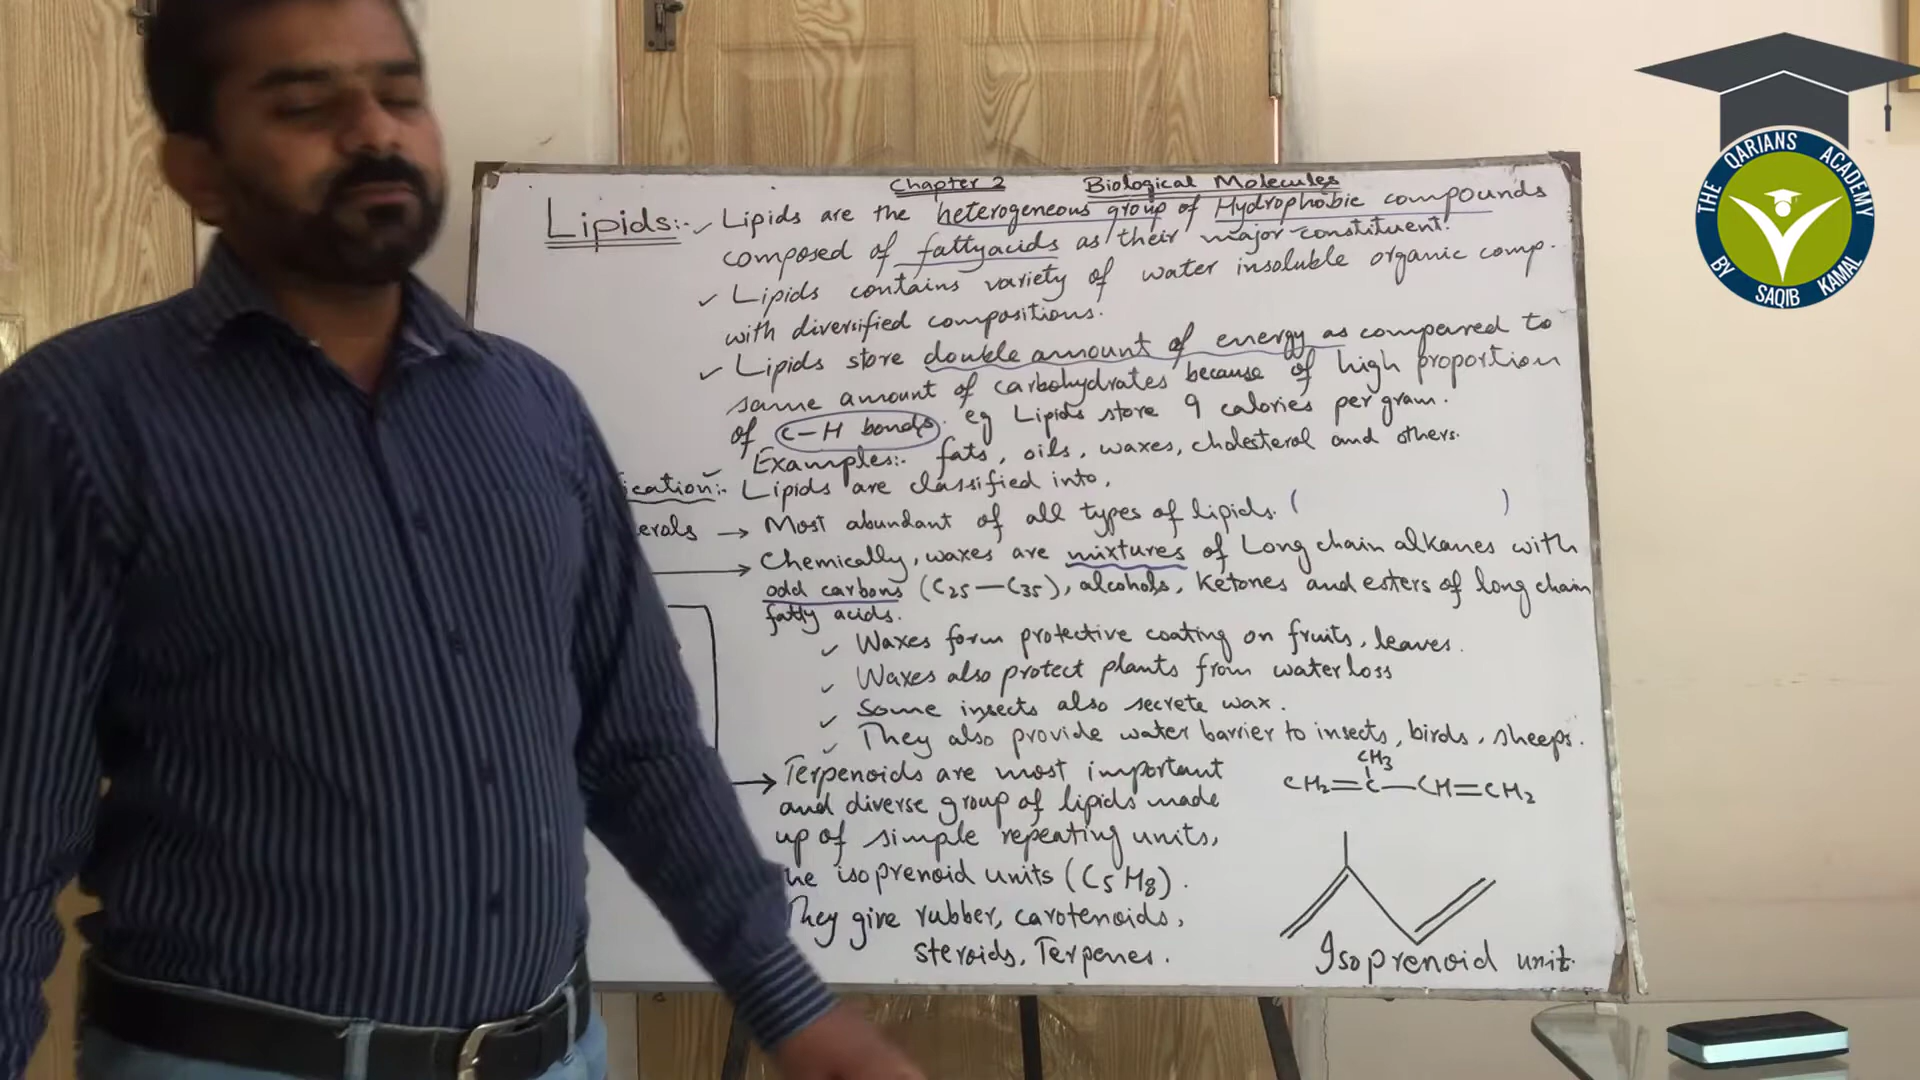 Chapter 2 Biological Molecules
Lipids:- ✓ Lipids are the heterogeneous group of Hydrophobic compounds
composed of fattyacids as their major constituent.
✓ Lipids contains variety of water insoluble organic comp.
with diversified compositions.
✓ Lipids store double amount of energy as compared to
same amount of carbohydrates because of high proportion
of C-H bonds. eg Lipids store 9 calories per gram.
✓ Examples:- fats, oils, waxes, cholesterol and others.
ication:- Lipids are classified into,
erols → Most abundant of all types of lipids. ( )
→ Chemically, waxes are mixtures of Long chain alkanes with
odd carbons (C25—C35), alcohols, Ketones and esters of long chain
fatty acids.
✓ Waxes form protective coating on fruits, leaves.
✓ Waxes also protect plants from water loss
✓ Some insects also secrete wax.
✓ They also provide water barrier to insects, birds, sheeps.
→ Terpenoids are most important
and diverse group of lipids made
up of simple repeating units,
he isoprenoid units (C5H8).
They give rubber, carotenoids,
steroids, Terpenes.
CH3
CH2=C—CH=CH2
Isoprenoid unit.
THE QARIANS ACADEMY
BY SAQIB KAMAL